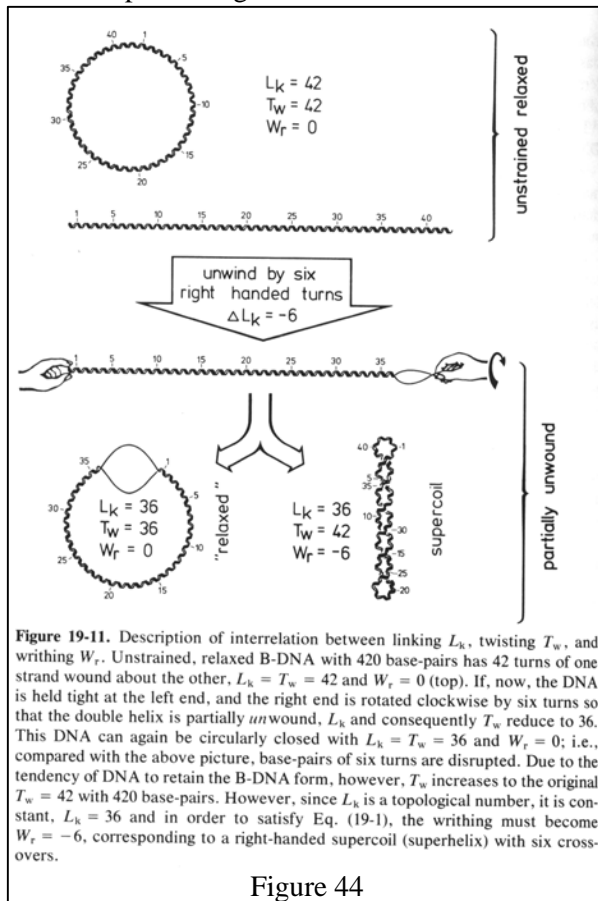 40 1
35 5
30 10
25 15
20
Lk = 42
Tw = 42
Wr = 0
unstrained relaxed
1 5 10 15 20 25 30 35 40
unwind by six
right handed turns
ΔLk = -6
1 5 10 15 20 25 30 35
35 1
30 5
25 10
20 15
Lk = 36
Tw = 36
Wr = 0
"relaxed"
Lk = 36
Tw = 42
Wr = -6
40 1
5
35
10
30
15
25
20
supercoil
partially unwound
Figure 19-11. Description of interrelation between linking Lk, twisting Tw, and
writhing Wr. Unstrained, relaxed B-DNA with 420 base-pairs has 42 turns of one
strand wound about the other, Lk = Tw = 42 and Wr = 0 (top). If, now, the DNA
is held tight at the left end, and the right end is rotated clockwise by six turns so
that the double helix is partially unwound, Lk and consequently Tw reduce to 36.
This DNA can again be circularly closed with Lk = Tw = 36 and Wr = 0; i.e.,
compared with the above picture, base-pairs of six turns are disrupted. Due to the
tendency of DNA to retain the B-DNA form, however, Tw increases to the original
Tw = 42 with 420 base-pairs. However, since Lk is a topological number, it is con-
stant, Lk = 36 and in order to satisfy Eq. (19-1), the writhing must become
Wr = −6, corresponding to a right-handed supercoil (superhelix) with six cross-
overs.
Figure 44